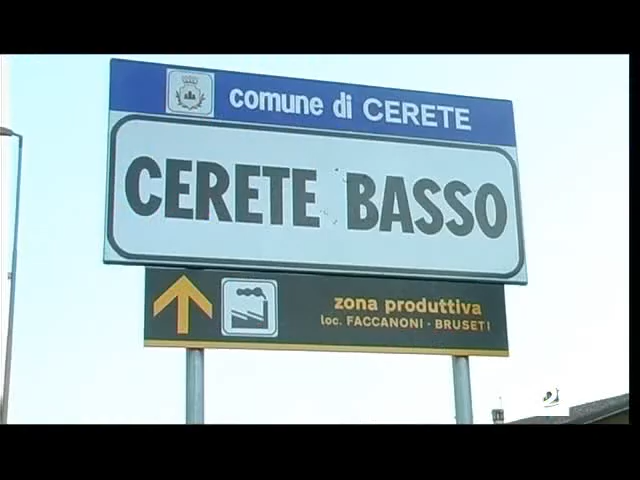 comune di CERETE
CERETE BASSO
zona produttiva
loc. FACCANONI - BRUSETI